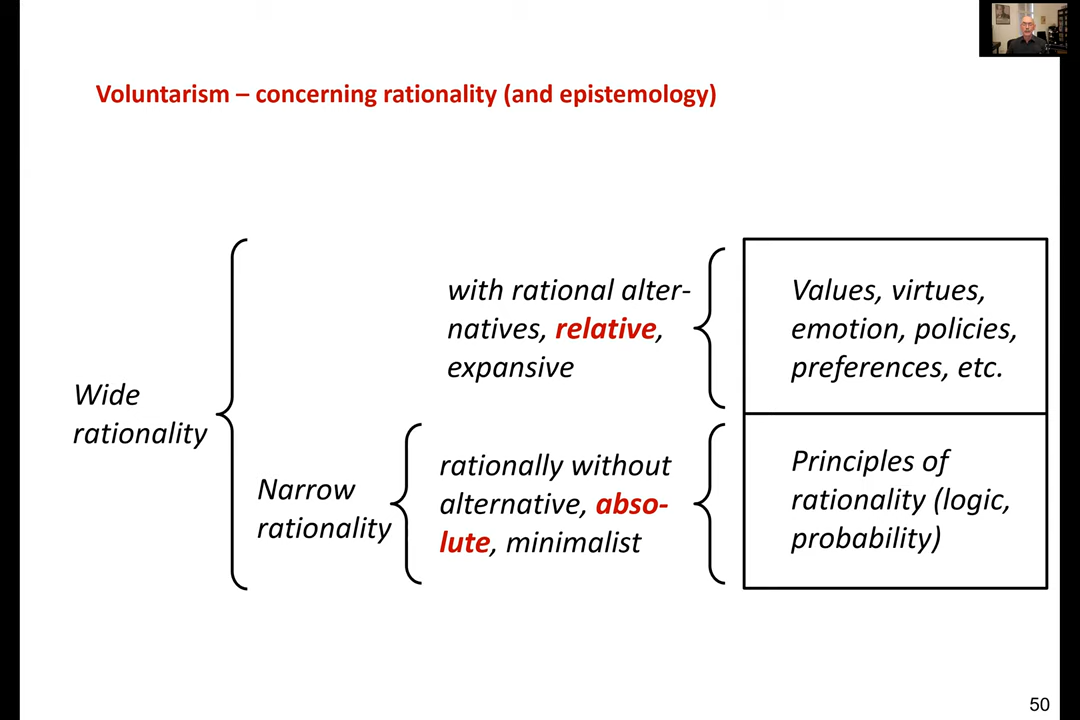 Voluntarism – concerning rationality (and epistemology)
with rational alter-
natives, relative,
expansive
Values, virtues,
emotion, policies,
preferences, etc.
Wide
rationality
Narrow
rationality
rationally without
alternative, abso-
lute, minimalist
Principles of
rationality (logic,
probability)
50